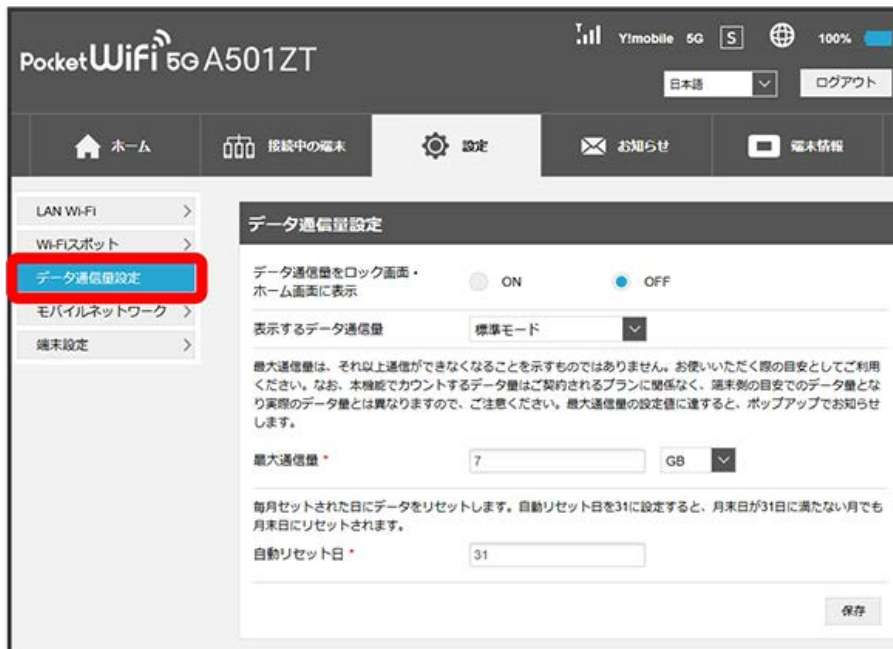 Pocket WiFi 5G A501ZT
Y!mobile 5G S 100%
日本語 ログアウト
ホーム 接続中の端末 設定 お知らせ 端末情報
LAN Wi-Fi
Wi-Fiスポット
データ通信量設定
モバイルネットワーク
端末設定
データ通信量設定
データ通信量をロック画面・
ホーム画面に表示
ON OFF
表示するデータ通信量 標準モード
最大通信量は、それ以上通信ができなくなることを示すものではありません。お使いいただく際の目安としてご利用
ください。なお、本機能でカウントするデータ量はご契約されるプランに関係なく、端末側の目安でのデータ量とな
り実際のデータ量とは異なりますので、ご注意ください。最大通信量の設定値に達すると、ポップアップでお知らせ
します。
最大通信量 * 7 GB
毎月セットされた日にデータをリセットします。自動リセット日を31に設定すると、月末日が31日に満たない月でも
月末日にリセットされます。
自動リセット日 * 31
保存